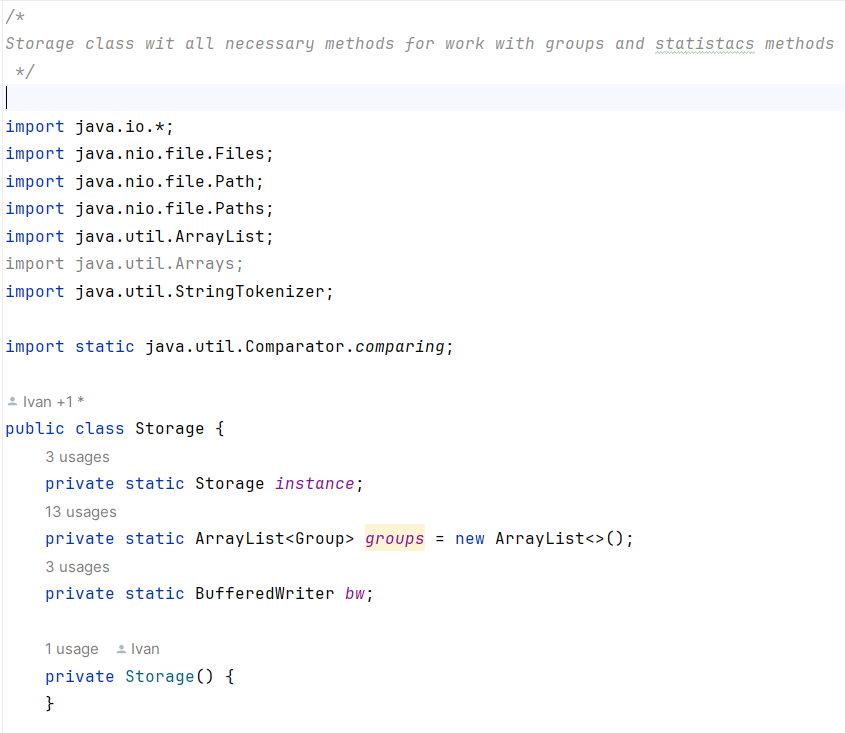 /*
Storage class wit all necessary methods for work with groups and statistacs methods
 */
import java.io.*;
import java.nio.file.Files;
import java.nio.file.Path;
import java.nio.file.Paths;
import java.util.ArrayList;
import java.util.Arrays;
import java.util.StringTokenizer;
import static java.util.Comparator.comparing;
Ivan +1 *
public class Storage {
3 usages
private static Storage instance;
13 usages
private static ArrayList<Group> groups = new ArrayList<>();
3 usages
private static BufferedWriter bw;
1 usage Ivan
private Storage() {
}